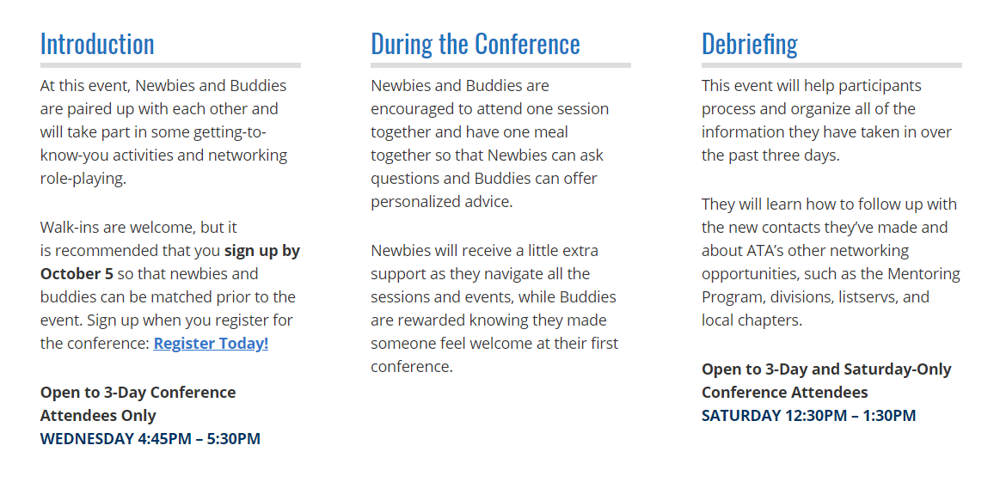 Introduction
At this event, Newbies and Buddies
are paired up with each other and
will take part in some getting-to-
know-you activities and networking
role-playing.
Walk-ins are welcome, but it
is recommended that you sign up by
October 5 so that newbies and
buddies can be matched prior to the
event. Sign up when you register for
the conference: Register Today!
Open to 3-Day Conference
Attendees Only
WEDNESDAY 4:45PM – 5:30PM
During the Conference
Newbies and Buddies are
encouraged to attend one session
together and have one meal
together so that Newbies can ask
questions and Buddies can offer
personalized advice.
Newbies will receive a little extra
support as they navigate all the
sessions and events, while Buddies
are rewarded knowing they made
someone feel welcome at their first
conference.
Debriefing
This event will help participants
process and organize all of the
information they have taken in over
the past three days.
They will learn how to follow up with
the new contacts they’ve made and
about ATA’s other networking
opportunities, such as the Mentoring
Program, divisions, listservs, and
local chapters.
Open to 3-Day and Saturday-Only
Conference Attendees
SATURDAY 12:30PM – 1:30PM